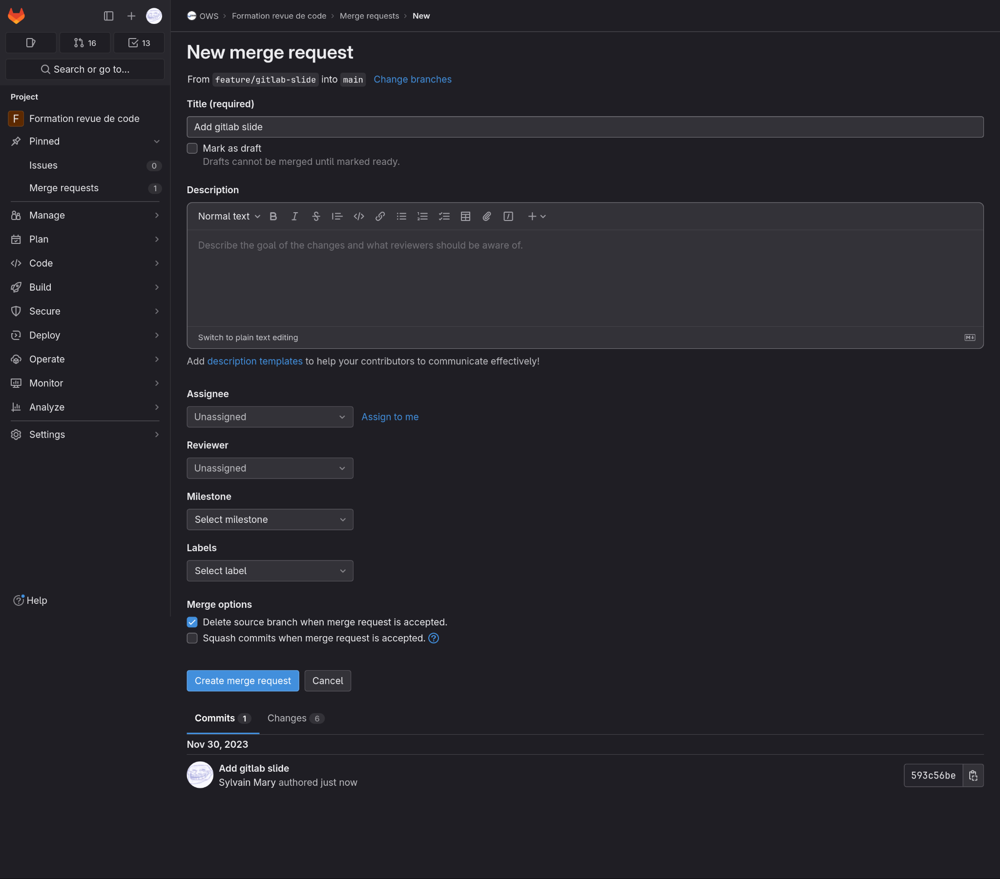 16
13
Search or go to...
Project
F Formation revue de code
Pinned
Issues 0
Merge requests 1
Manage
Plan
Code
Build
Secure
Deploy
Operate
Monitor
Analyze
Settings
Help
OWS › Formation revue de code › Merge requests › New
New merge request
From feature/gitlab-slide into main Change branches
Title (required)
Add gitlab slide
Mark as draft
Drafts cannot be merged until marked ready.
Description
Normal text
Describe the goal of the changes and what reviewers should be aware of.
Switch to plain text editing
Add description templates to help your contributors to communicate effectively!
Assignee
Unassigned Assign to me
Reviewer
Unassigned
Milestone
Select milestone
Labels
Select label
Merge options
Delete source branch when merge request is accepted.
Squash commits when merge request is accepted.
Create merge request Cancel
Commits 1 Changes 6
Nov 30, 2023
Add gitlab slide
Sylvain Mary authored just now
593c56be